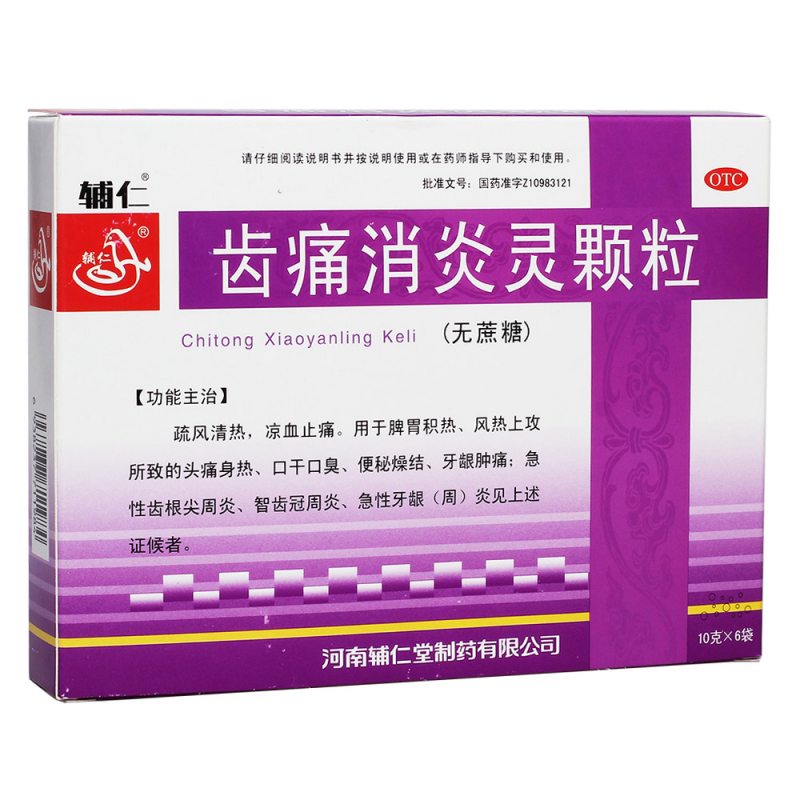 请仔细阅读说明书并按说明使用或在药师指导下购买和使用。
批准文号：国药准字Z10983121
OTC
辅仁®
辅仁®
齿痛消炎灵颗粒
Chitong Xiaoyanling Keli （无蔗糖）
【功能主治】
疏风清热，凉血止痛。用于脾胃积热、风热上攻
所致的头痛身热、口干口臭、便秘燥结、牙龈肿痛；急
性齿根尖周炎、智齿冠周炎、急性牙龈（周）炎见上述
证候者。
10克×6袋
河南辅仁堂制药有限公司
辅仁®